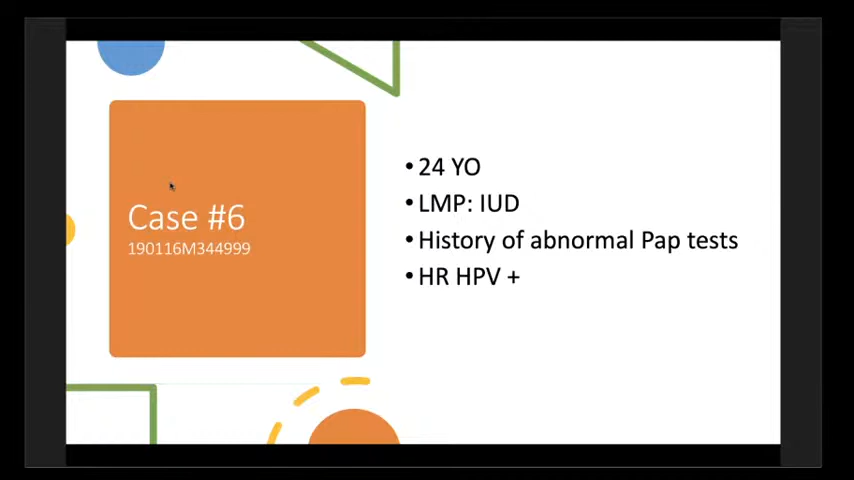 Case #6
190116M344999
• 24 YO
• LMP: IUD
• History of abnormal Pap tests
• HR HPV +